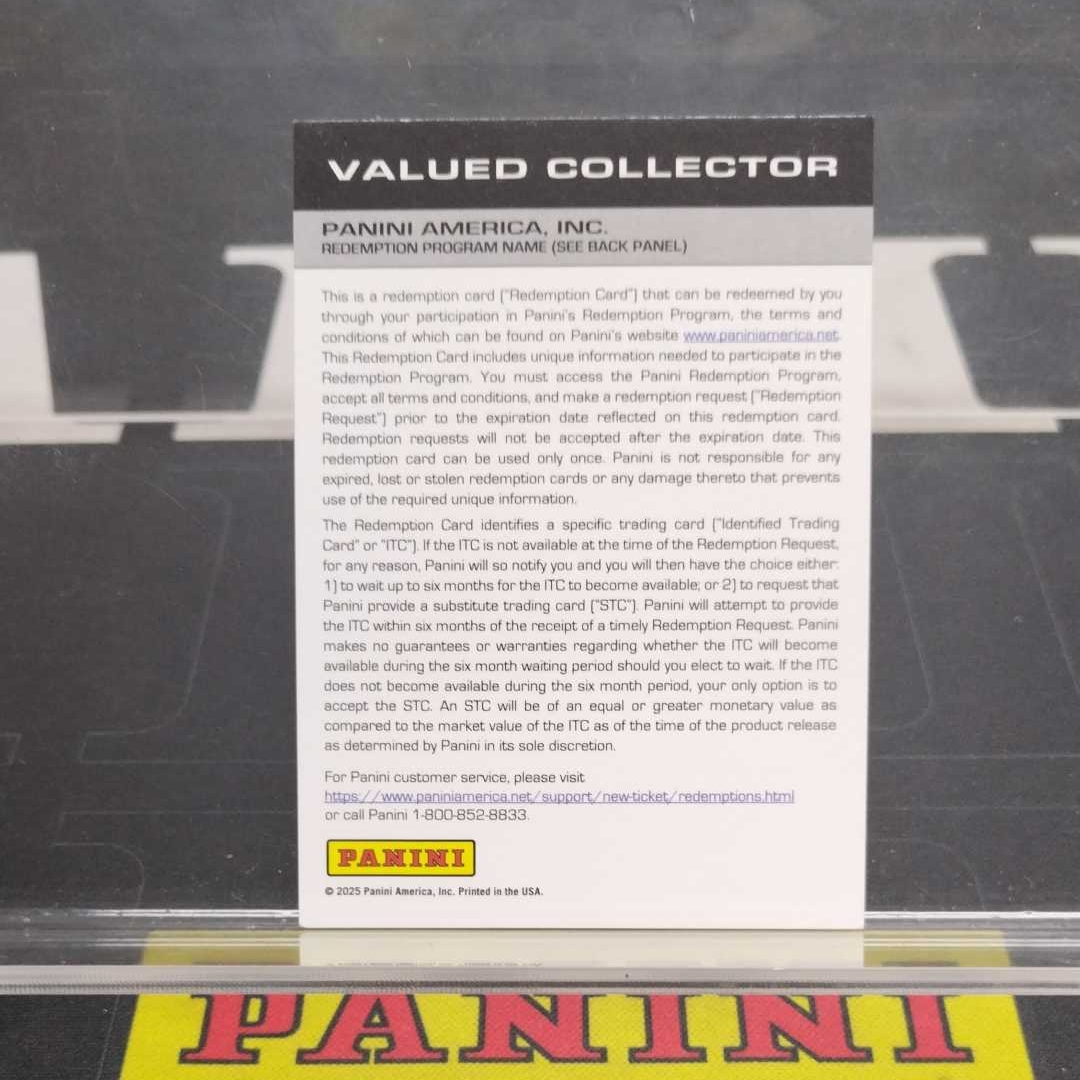 VALUED COLLECTOR
PANINI AMERICA, INC.
REDEMPTION PROGRAM NAME (SEE BACK PANEL)
This is a redemption card ("Redemption Card") that can be redeemed by you
through your participation in Panini's Redemption Program, the terms and
conditions of which can be found on Panini's website www.paniniamerica.net.
This Redemption Card includes unique information needed to participate in the
Redemption Program. You must access the Panini Redemption Program,
accept all terms and conditions, and make a redemption request ("Redemption
Request") prior to the expiration date reflected on this redemption card.
Redemption requests will not be accepted after the expiration date. This
redemption card can be used only once. Panini is not responsible for any
expired, lost or stolen redemption cards or any damage thereto that prevents
use of the required unique information.
The Redemption Card identifies a specific trading card ("Identified Trading
Card" or "ITC"). If the ITC is not available at the time of the Redemption Request,
for any reason, Panini will so notify you and you will then have the choice either:
1) to wait up to six months for the ITC to become available; or 2) to request that
Panini provide a substitute trading card ("STC"). Panini will attempt to provide
the ITC within six months of the receipt of a timely Redemption Request. Panini
makes no guarantees or warranties regarding whether the ITC will become
available during the six month waiting period should you elect to wait. If the ITC
does not become available during the six month period, your only option is to
accept the STC. An STC will be of an equal or greater monetary value as
compared to the market value of the ITC as of the time of the product release
as determined by Panini in its sole discretion.
For Panini customer service, please visit
https://www.paniniamerica.net/support/new-ticket/redemptions.html
or call Panini 1-800-852-8833.
PANINI
© 2025 Panini America, Inc. Printed in the USA.
PANINI